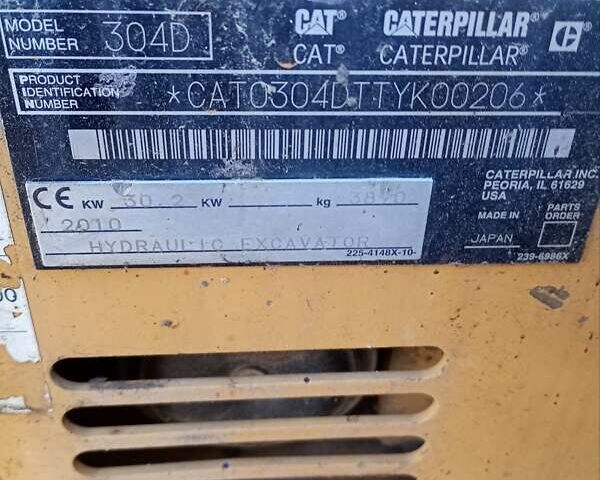 MODEL NUMBER 304D CAT® CATERPILLAR® C
CAT® CATERPILLAR®
PRODUCT IDENTIFICATION NUMBER *CAT0304DTTYK00206*
CATERPILLAR INC.
PEORIA, IL 61629
USA
CE KW 30.2 KW kg
2010
HYDRAULIC EXCAVATOR
225-4148X-10-
MADE IN PARTS ORDER
JAPAN
239-6986X
00